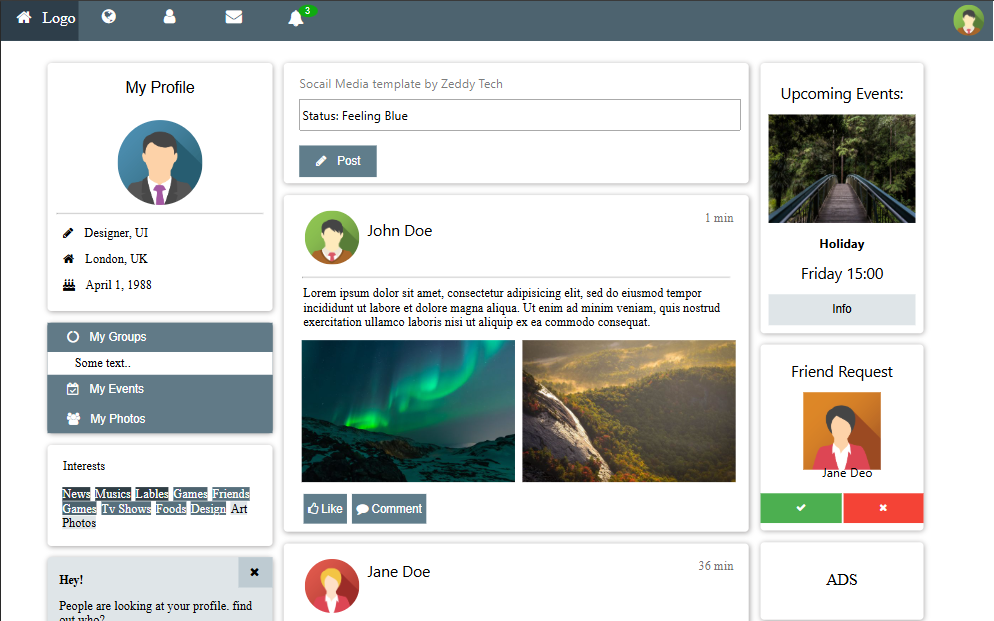 Logo
3
My Profile
Designer, UI
London, UK
April 1, 1988
My Groups
Some text..
My Events
My Photos
Interests
News Musics Lables Games Friends
Games Tv Shows Foods Design Art
Photos
Hey!
People are looking at your profile. find
out who?
Socail Media template by Zeddy Tech
Status: Feeling Blue
Post
John Doe
1 min
Lorem ipsum dolor sit amet, consectetur adipisicing elit, sed do eiusmod tempor
incididunt ut labore et dolore magna aliqua. Ut enim ad minim veniam, quis nostrud
exercitation ullamco laboris nisi ut aliquip ex ea commodo consequat.
Like
Comment
Jane Doe
36 min
Upcoming Events:
Holiday
Friday 15:00
Info
Friend Request
Jane Deo
ADS